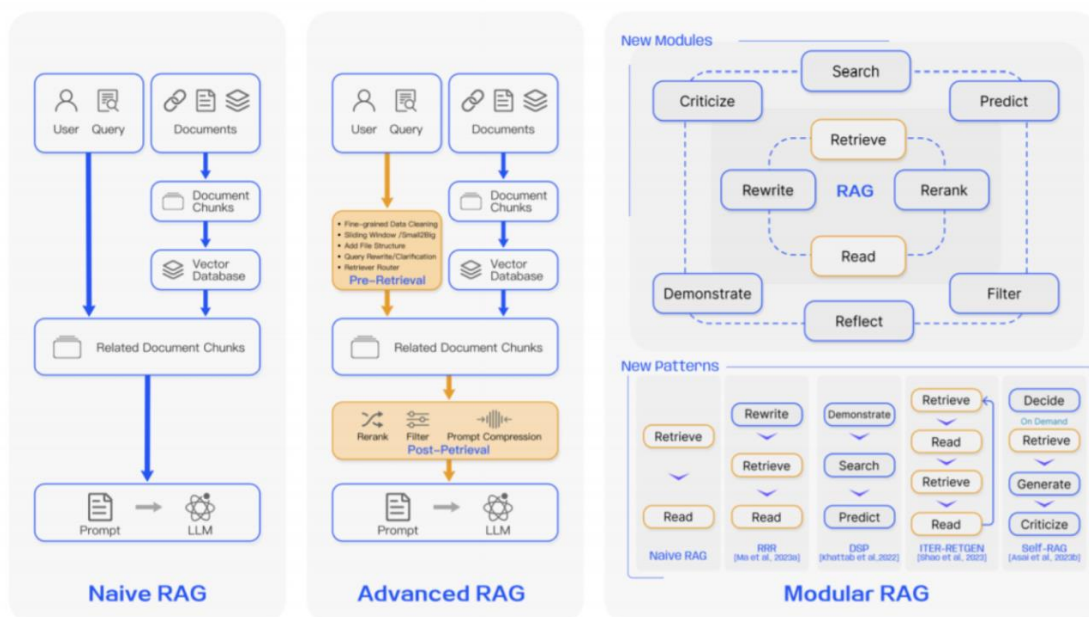 User Query
Documents
Document
Chunks
Vector
Database
Related Document Chunks
Prompt
LLM
Naive RAG
User Query
Documents
• Fine-grained Data Cleaning
• Sliding Window /Small2Big
• Add File Structure
• Query Rewrite/Clarification
• Retriever Router
Pre-Retrieval
Document
Chunks
Vector
Database
Related Document Chunks
Rerank Filter Prompt Compression
Post-Petrieval
Prompt
LLM
Advanced RAG
New Modules
Search
Criticize
Predict
Retrieve
Rewrite
RAG
Rerank
Read
Demonstrate
Filter
Reflect
New Patterns
Retrieve
Read
Naive RAG
Rewrite
Retrieve
Read
RRR
[Ma et al., 2023a]
Demonstrate
Search
Predict
DSP
[Khattab et al., 2022]
Retrieve
Read
Retrieve
Read
ITER-RETGEN
[Shao et al., 2023]
Decide
On Demand
Retrieve
Generate
Criticize
Self-RAG
[Asai et al., 2023b]
Modular RAG